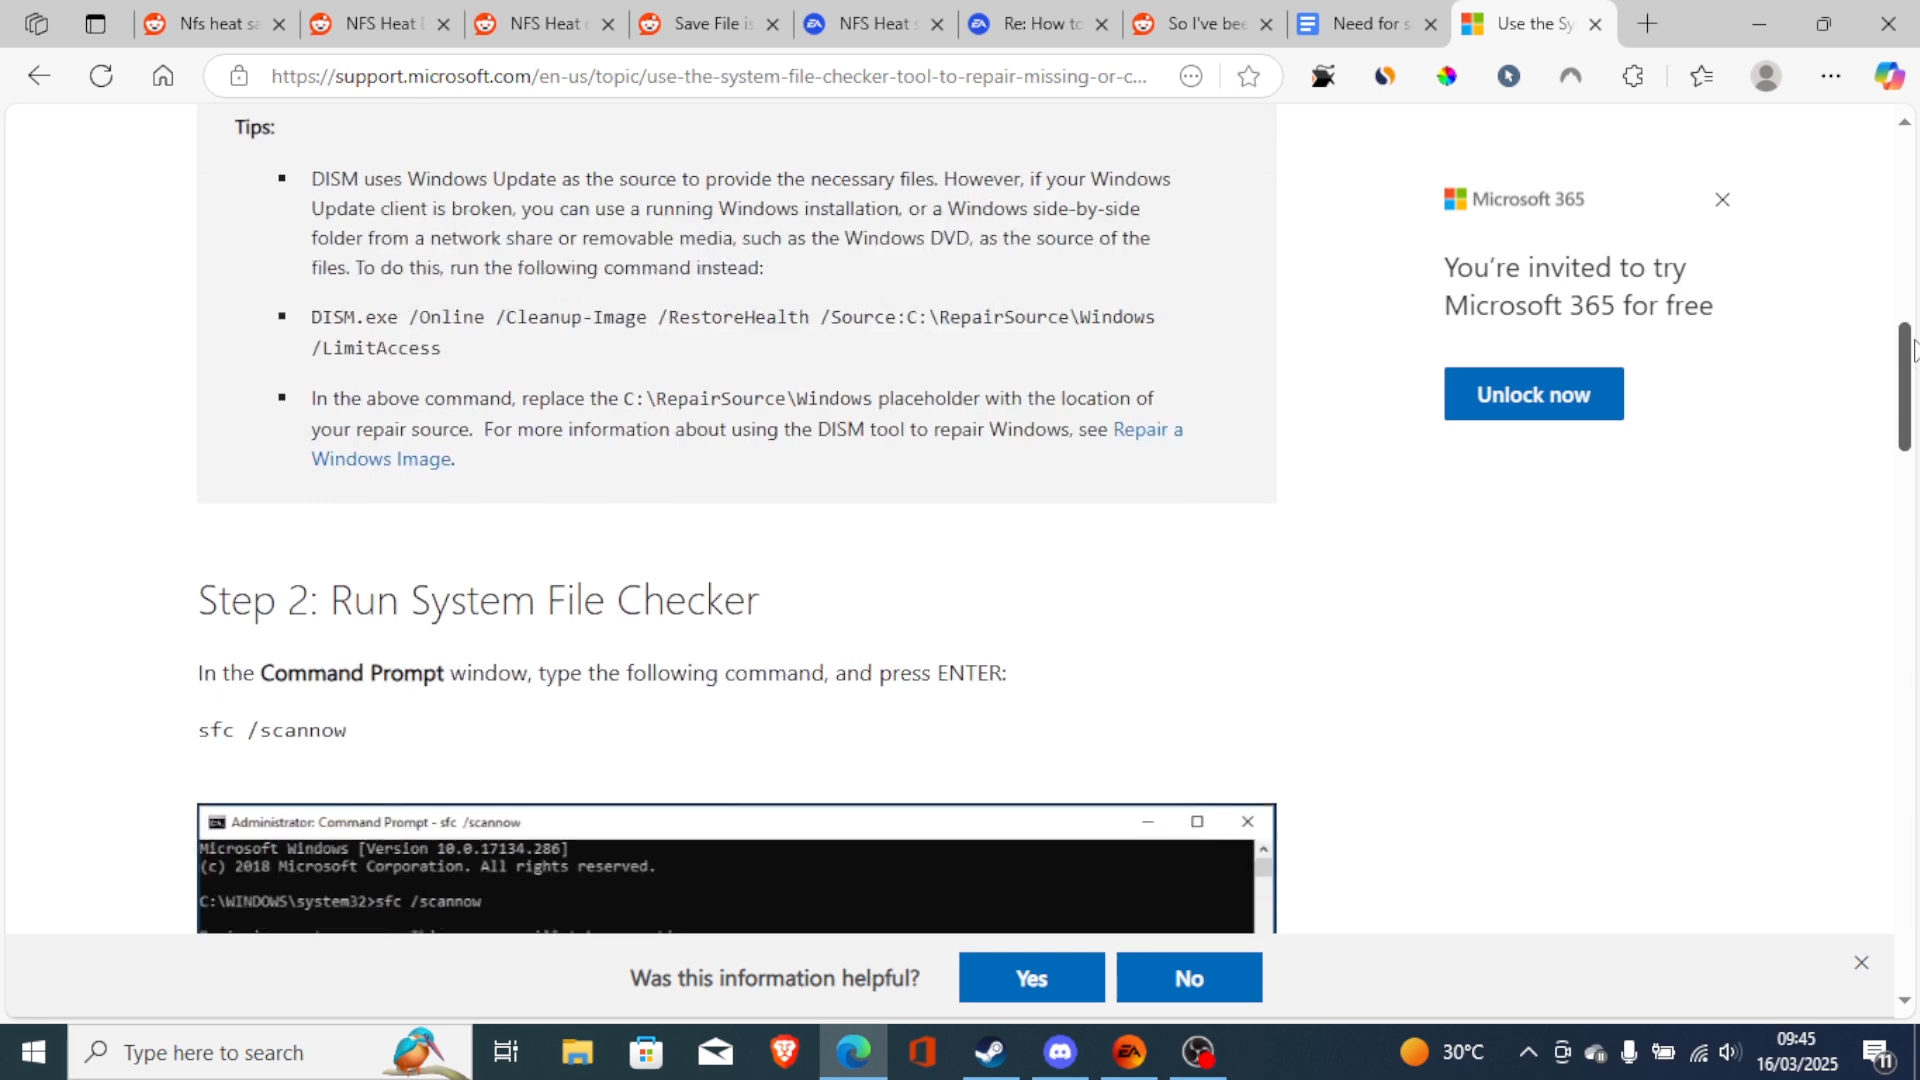 Nfs heat sa
NFS Heat
NFS Heat
Save File is
NFS Heat s
Re: How to
So I've bee
Need for s
Use the Sy
https://support.microsoft.com/en-us/topic/use-the-system-file-checker-tool-to-repair-missing-or-c...
Tips:
DISM uses Windows Update as the source to provide the necessary files. However, if your Windows
Update client is broken, you can use a running Windows installation, or a Windows side-by-side
folder from a network share or removable media, such as the Windows DVD, as the source of the
files. To do this, run the following command instead:
DISM.exe /Online /Cleanup-Image /RestoreHealth /Source:C:\RepairSource\Windows
/LimitAccess
In the above command, replace the C:\RepairSource\Windows placeholder with the location of
your repair source. For more information about using the DISM tool to repair Windows, see Repair a
Windows Image.
Microsoft 365
You're invited to try
Microsoft 365 for free
Unlock now
Step 2: Run System File Checker
In the Command Prompt window, type the following command, and press ENTER:
sfc /scannow
Administrator: Command Prompt - sfc /scannow
Microsoft Windows [Version 10.0.17134.286]
(c) 2018 Microsoft Corporation. All rights reserved.
C:\WINDOWS\system32>sfc /scannow
Was this information helpful?
Yes
No
Type here to search
30°C
09:45
16/03/2025
11